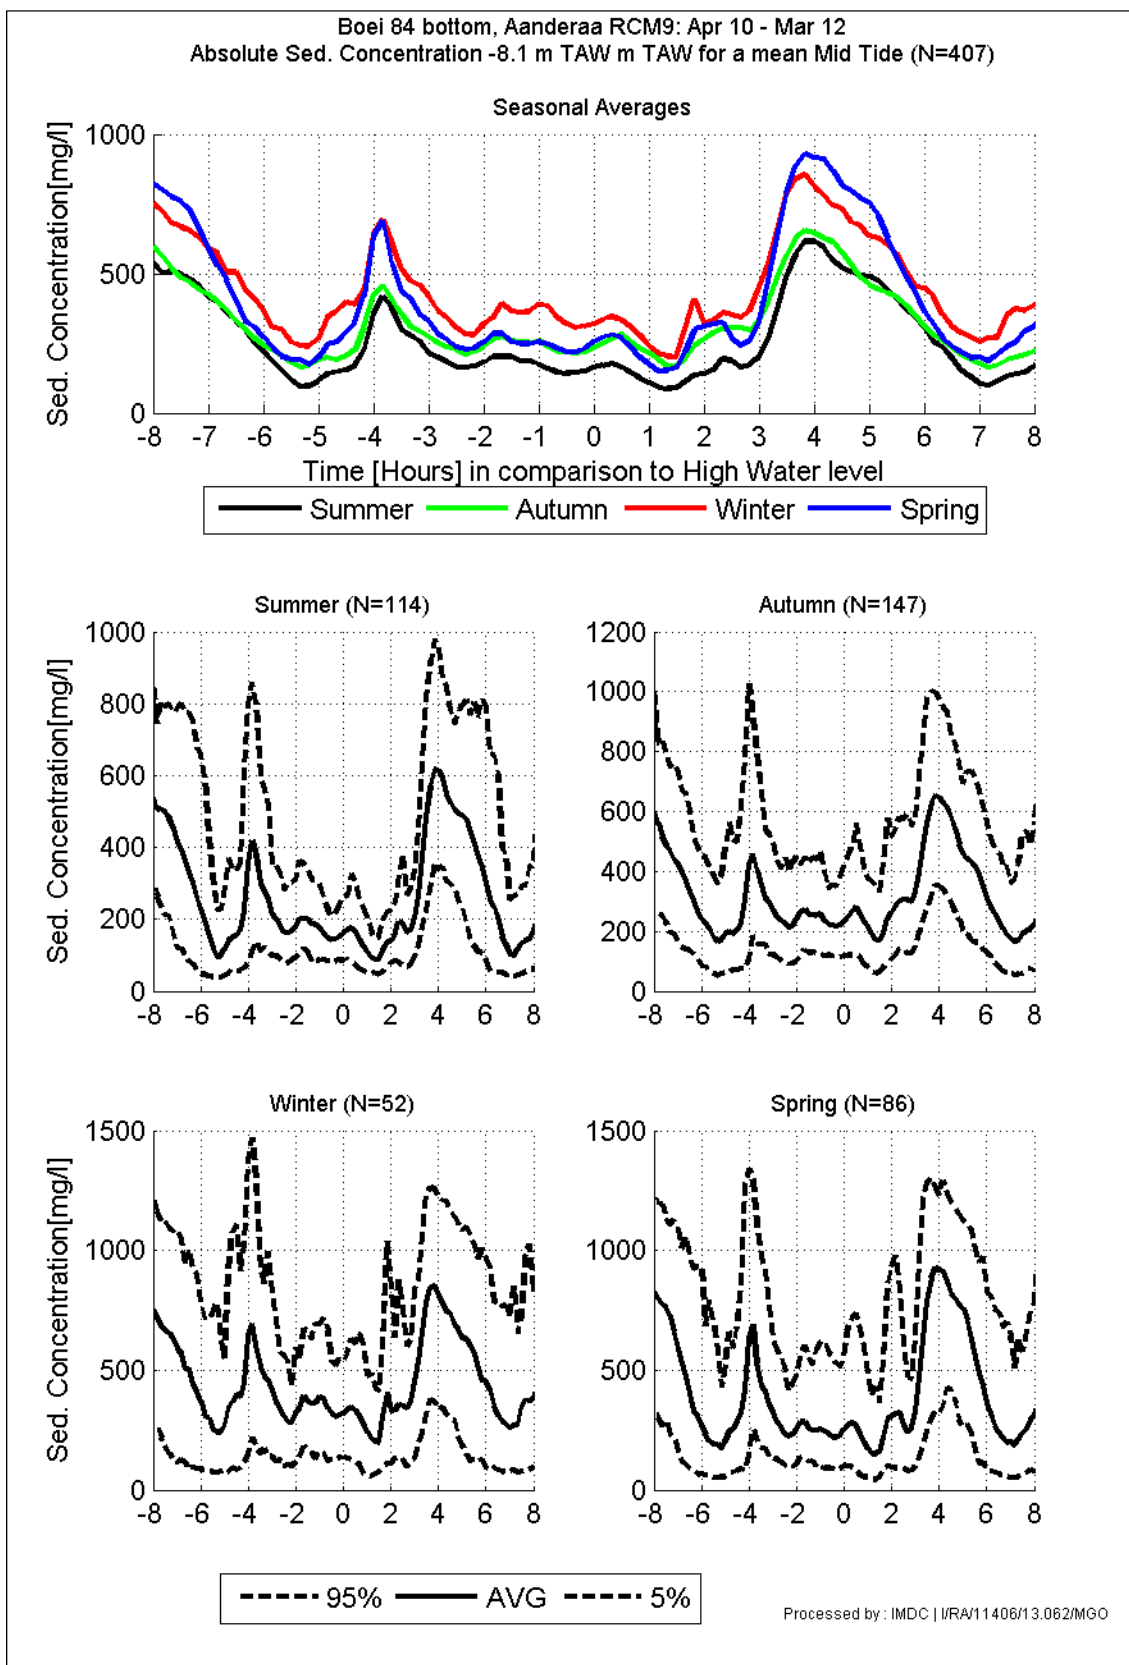 Boei 84 bottom, Aanderaa RCM9: Apr 10 - Mar 12
Absolute Sed. Concentration -8.1 m TAW m TAW for a mean Mid Tide (N=407)
Seasonal Averages
Sed. Concentration[mg/l]
1000
500
0
-8 -7 -6 -5 -4 -3 -2 -1 0 1 2 3 4 5 6 7 8
Time [Hours] in comparison to High Water level
Summer Autumn Winter Spring
Summer (N=114)
Sed. Concentration[mg/l]
1000
800
600
400
200
0
-8 -6 -4 -2 0 2 4 6 8
Autumn (N=147)
1200
1000
800
600
400
200
0
-8 -6 -4 -2 0 2 4 6 8
Winter (N=52)
Sed. Concentration[mg/l]
1500
1000
500
0
-8 -6 -4 -2 0 2 4 6 8
Spring (N=86)
1500
1000
500
0
-8 -6 -4 -2 0 2 4 6 8
95% AVG 5%
Processed by : IMDC | I/RA/11406/13.062/MGO